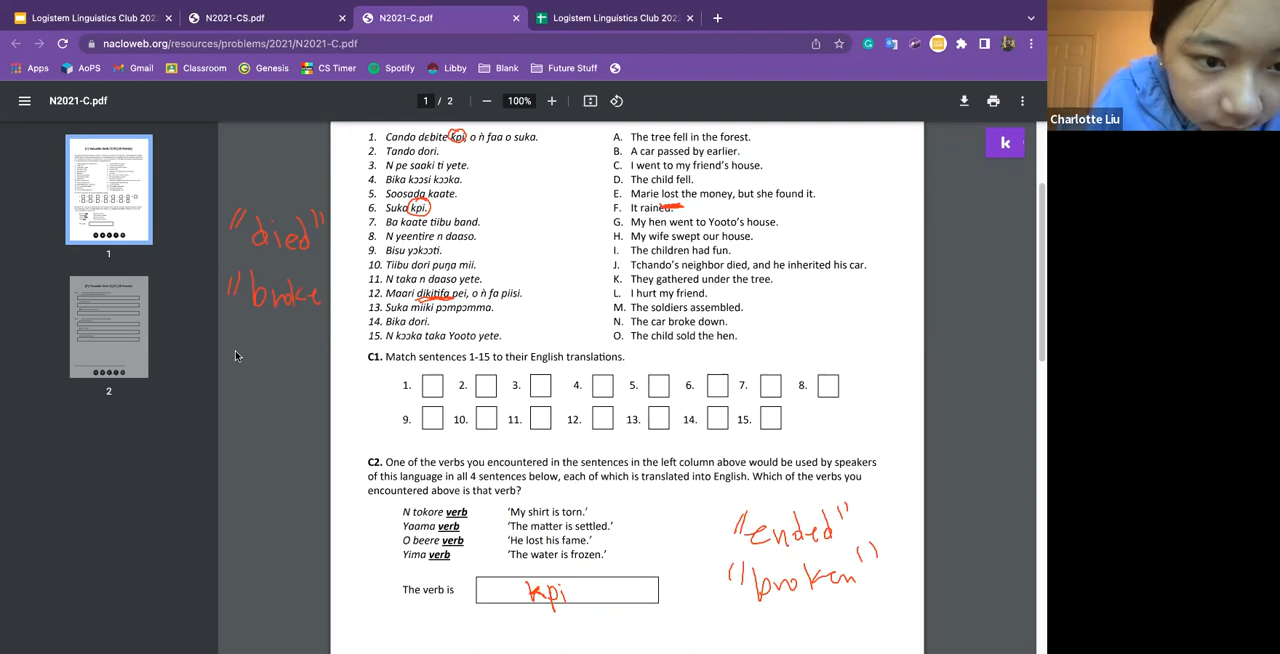 Logistem Linguistics Club 202
N2021-CS.pdf
N2021-C.pdf
Logistem Linguistics Club 202
nacloweb.org/resources/problems/2021/N2021-C.pdf
Apps
AoPS
Gmail
Classroom
Genesis
CS Timer
Spotify
Libby
Blank
Future Stuff
N2021-C.pdf
1 / 2
100%
Charlotte Liu
k
1
2
"died"
"broke
1. Cando dɛbite kpi o ǹ faa o suka.
2. Tando dori.
3. N pe saaki ti yete.
4. Bika kɔɔsi kɔɔka.
5. Soosada kaate.
6. Suka kpi.
7. Ba kaate tiibu band.
8. N yeentire n daaso.
9. Bisu yɔkɔɔti.
10. Tiibu dori puŋa mii.
11. N taka n daaso yete.
12. Maari dikitifa pei, o ǹ fa piisi.
13. Suka miiki pɔmpɔmma.
14. Bika dori.
15. N kɔɔka taka Yooto yete.
A. The tree fell in the forest.
B. A car passed by earlier.
C. I went to my friend's house.
D. The child fell.
E. Marie lost the money, but she found it.
F. It rained.
G. My hen went to Yooto's house.
H. My wife swept our house.
I. The children had fun.
J. Tchando's neighbor died, and he inherited his car.
K. They gathered under the tree.
L. I hurt my friend.
M. The soldiers assembled.
N. The car broke down.
O. The child sold the hen.
C1. Match sentences 1-15 to their English translations.
1. 2. 3. 4. 5. 6. 7. 8.
9. 10. 11. 12. 13. 14. 15.
C2. One of the verbs you encountered in the sentences in the left column above would be used by speakers
of this language in all 4 sentences below, each of which is translated into English. Which of the verbs you
encountered above is that verb?
N tokore verb 'My shirt is torn.'
Yaama verb 'The matter is settled.'
O beere verb 'He lost his fame.'
Yima verb 'The water is frozen.'
"ended"
"broken"
The verb is kpi